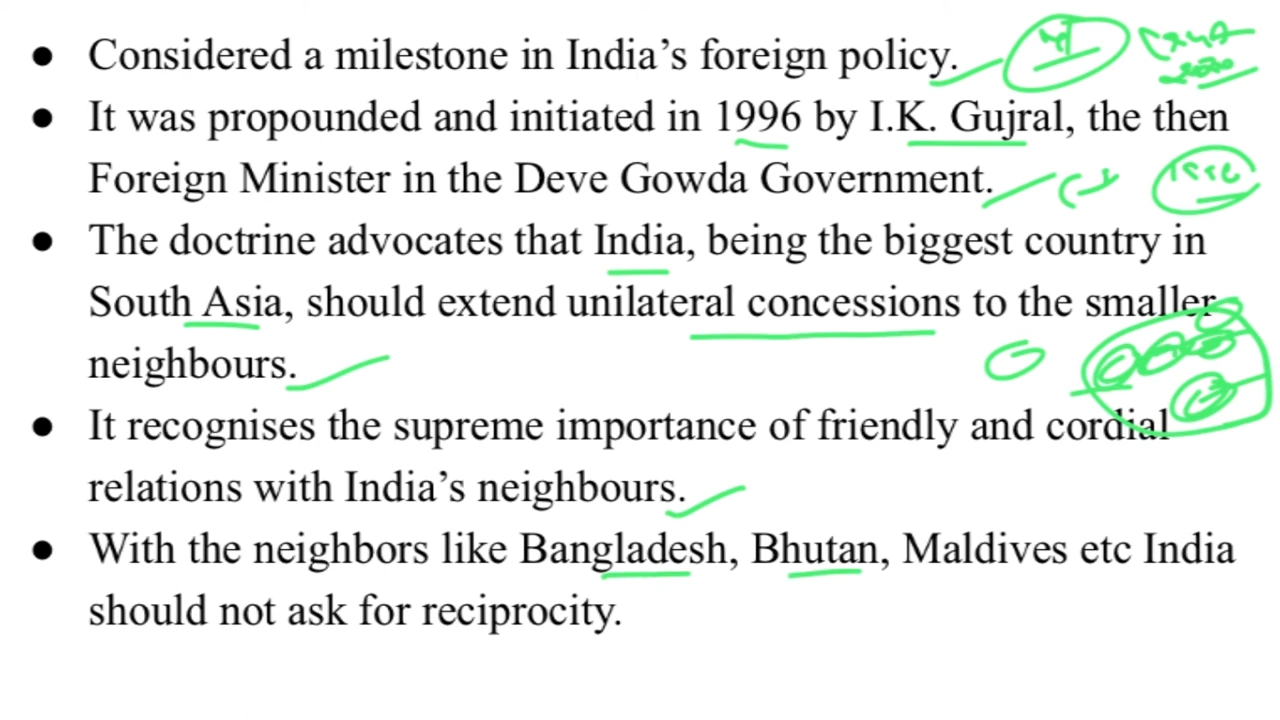 ● Considered a milestone in India's foreign policy.
● It was propounded and initiated in 1996 by I.K. Gujral, the then
Foreign Minister in the Deve Gowda Government.
● The doctrine advocates that India, being the biggest country in
South Asia, should extend unilateral concessions to the smaller
neighbours.
● It recognises the supreme importance of friendly and cordial
relations with India's neighbours.
● With the neighbors like Bangladesh, Bhutan, Maldives etc India
should not ask for reciprocity.